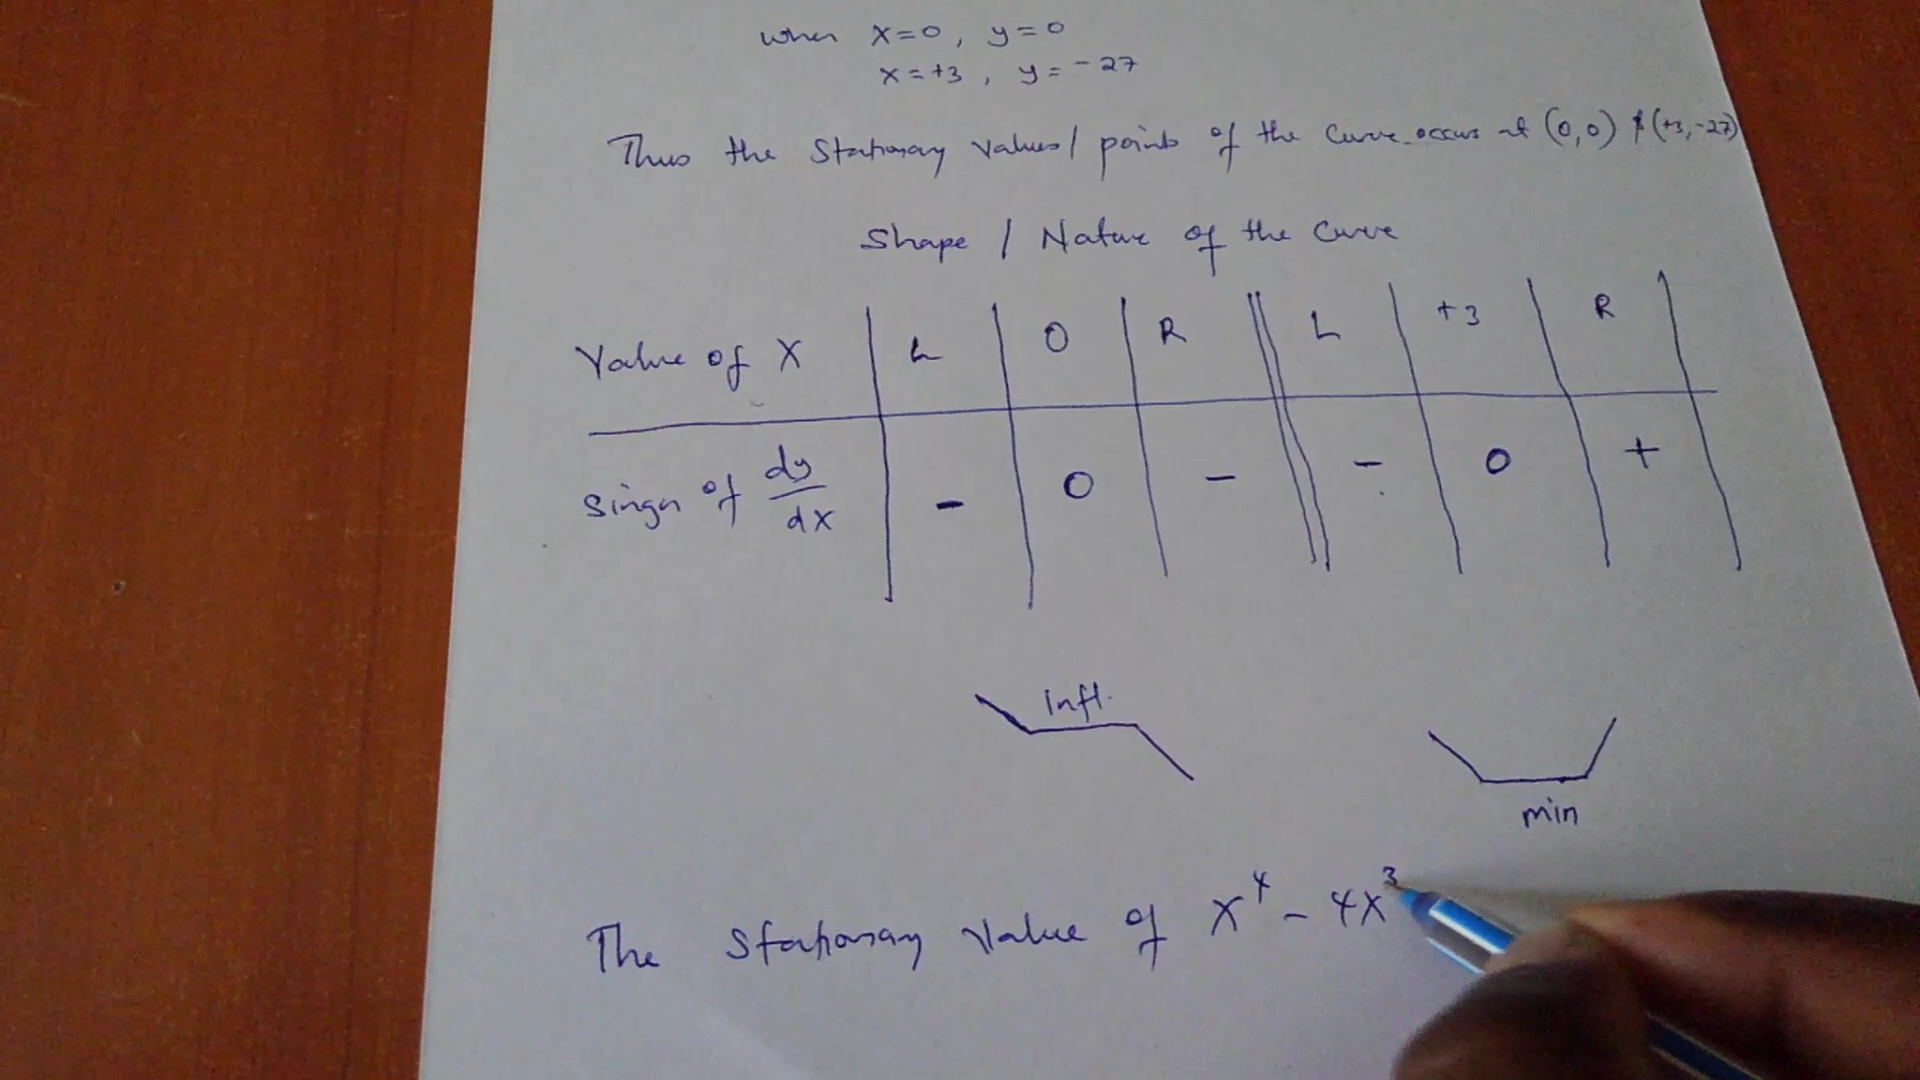 when x=0, y=0
x=+3, y=-27
Thus the Stationary Values/ points of the Curve occurs at (0,0) & (+3,-27)
Shape / Nature of the Curve
Value of X L 0 R L +3 R
Singn of dy/dx - 0 - - 0 +
Infl.
min
The Stationary Value of x⁴ - 4x³